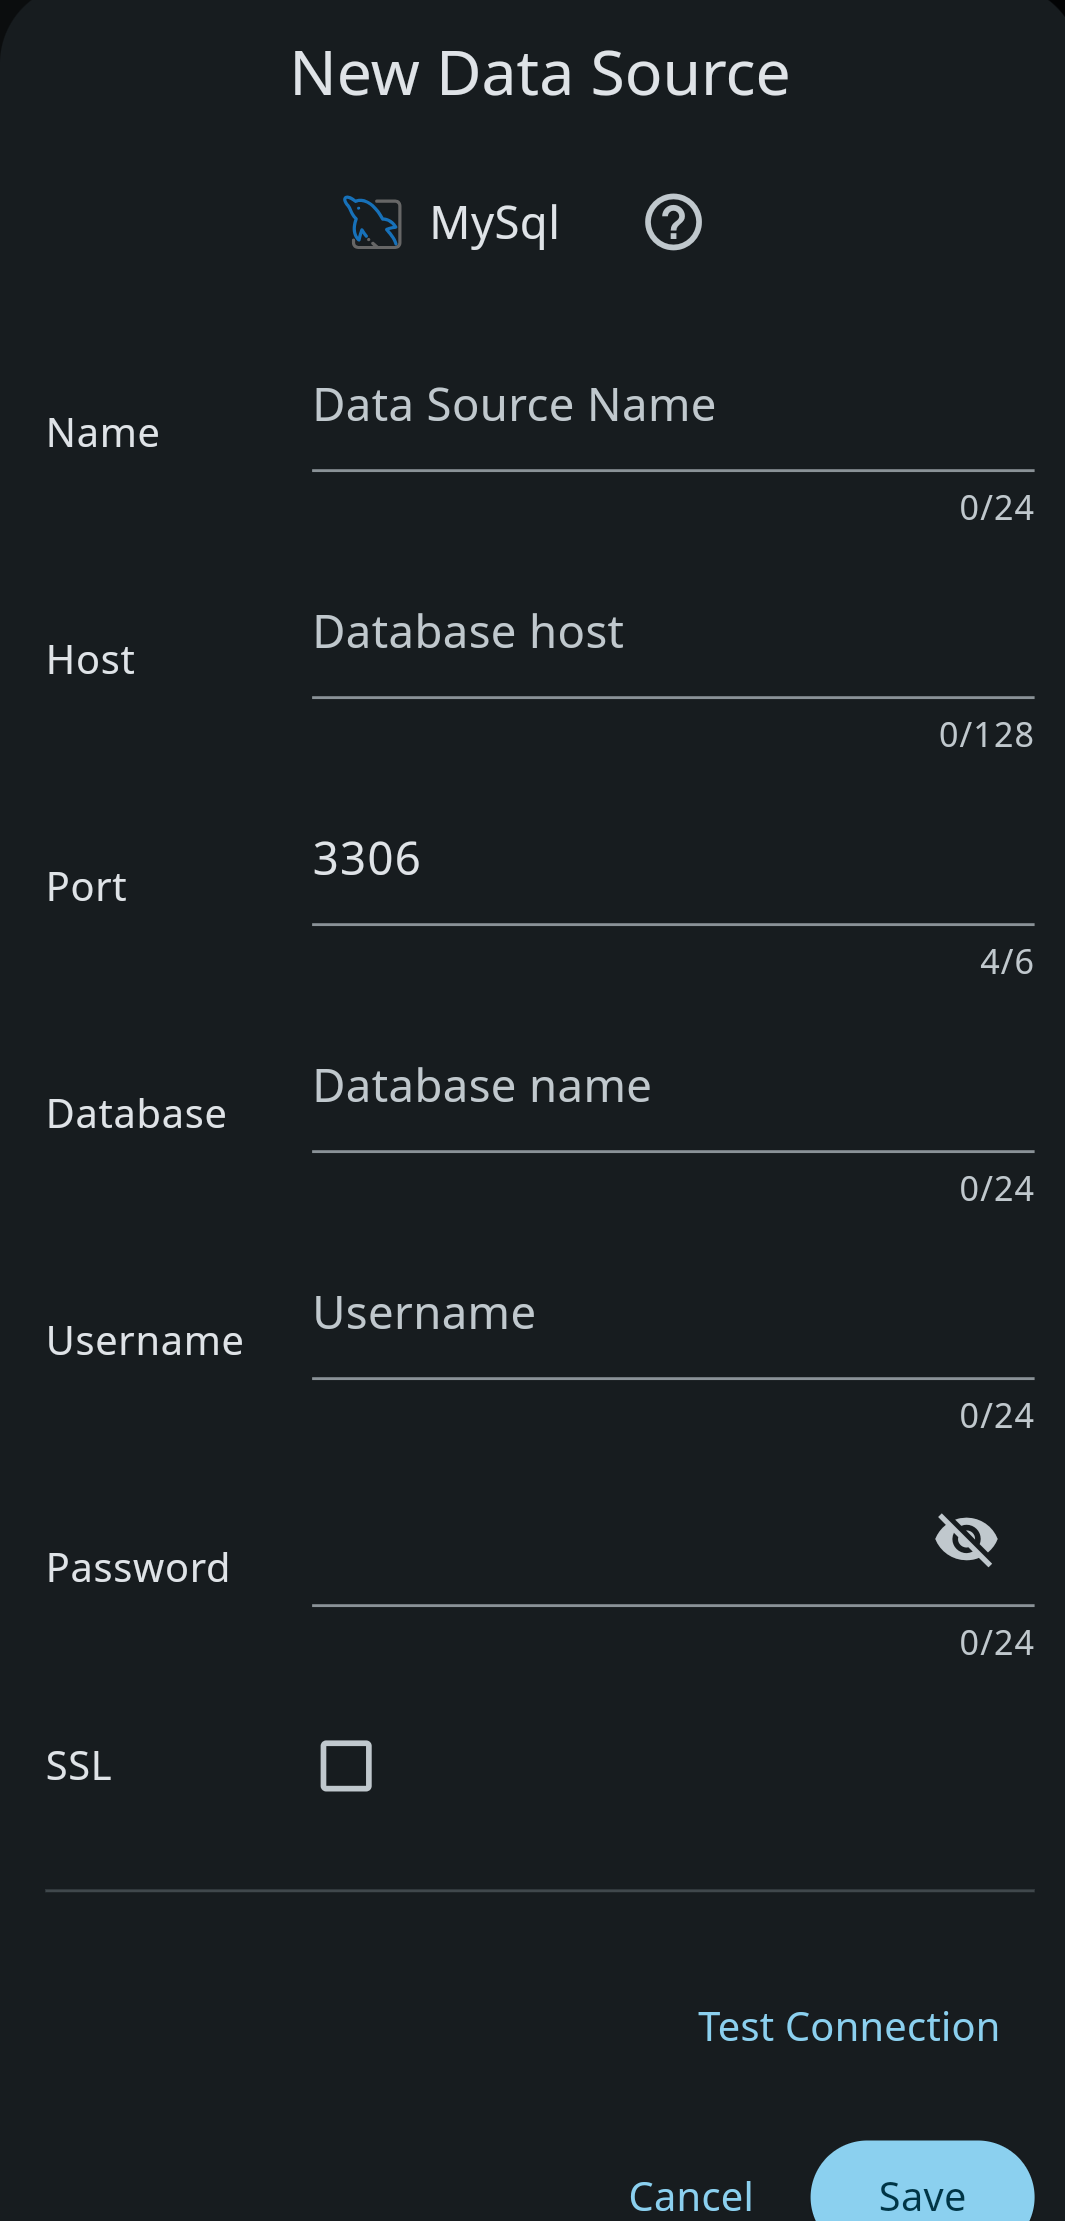 New Data Source
MySql
Name
Data Source Name
0/24
Host
Database host
0/128
Port
3306
4/6
Database
Database name
0/24
Username
Username
0/24
Password
0/24
SSL
Test Connection
Cancel
Save